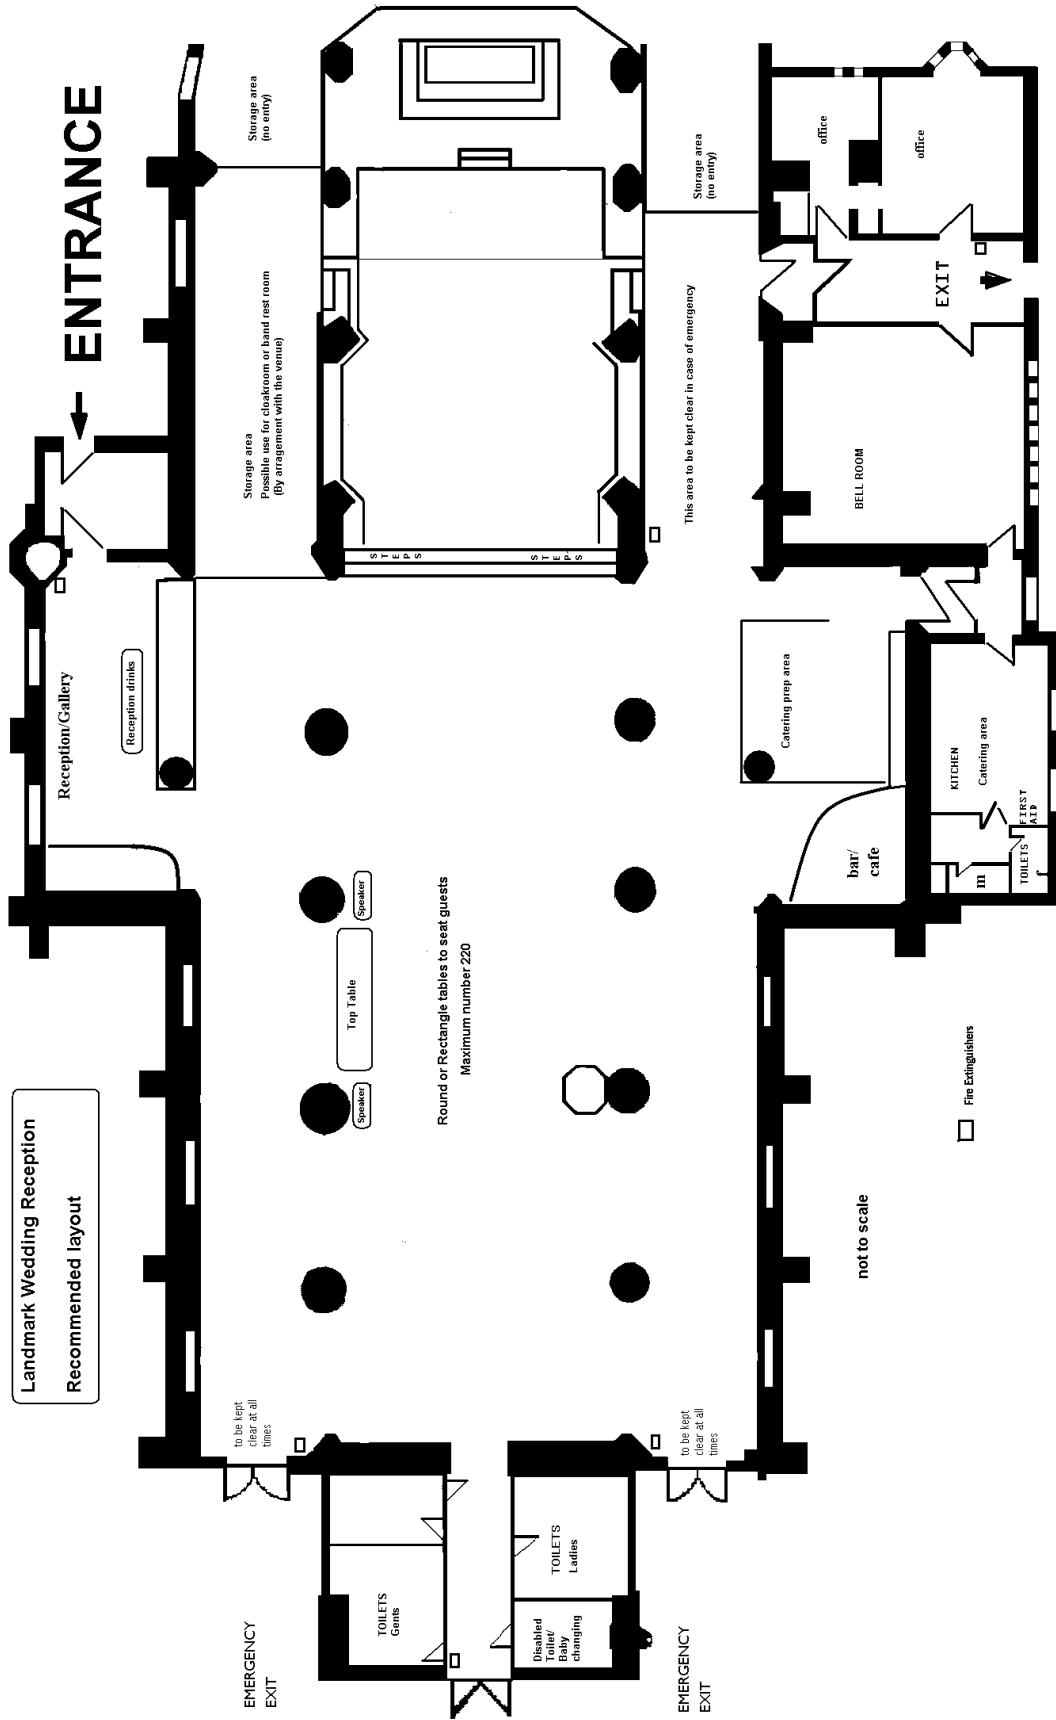 Landmark Wedding Reception
Recommended layout
ENTRANCE
Reception/Gallery
Reception drinks
Storage area
(no entry)
Storage area
Possible use for cloakroom or band rest room
(By arragement with the venue)
STEPS
STEPS
Storage area
(no entry)
This area to be kept clear in case of emergency
office
office
EXIT
BELL ROOM
Catering prep area
KITCHEN
Catering area
FIRST
AID
TOILETS
f
m
bar/
cafe
Speaker
Top Table
Speaker
Round or Rectangle tables to seat guests
Maximum number 220
Fire Extinguishers
not to scale
to be kept
clear at all
times
to be kept
clear at all
times
TOILETS
Gents
TOILETS
Ladies
Disabled
Toilet/
Baby
changing
EMERGENCY
EXIT
EMERGENCY
EXIT